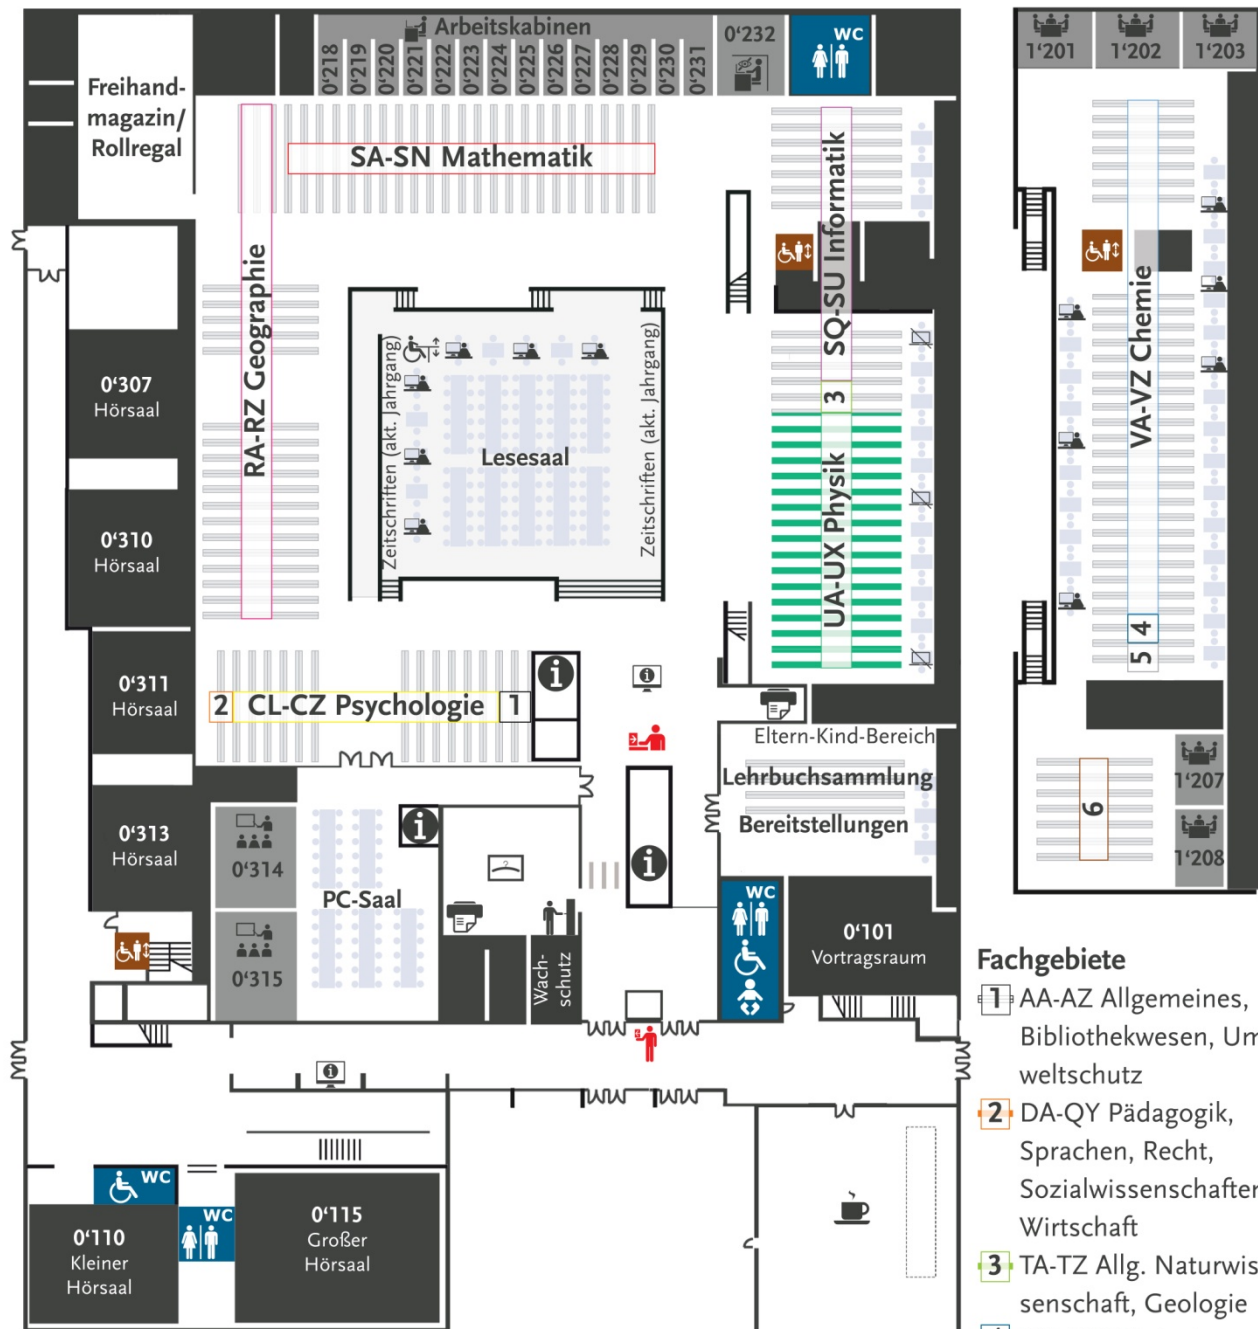 Arbeitskabinen
0‘218
0‘219
0‘220
0‘221
0‘222
0‘223
0‘224
0‘225
0‘226
0‘227
0‘228
0‘229
0‘230
0‘231
0‘232
WC
1‘201
1‘202
1‘203
Freihand-
magazin/
Rollregal
SA-SN Mathematik
SQ-SU Informatik
RA-RZ Geographie
VA-VZ Chemie
0‘307
Hörsaal
Zeitschriften (akt. Jahrgang)
Lesesaal
Zeitschriften (akt. Jahrgang)
3
UA-UX Physik
0‘310
Hörsaal
4
5
0‘311
Hörsaal
2
CL-CZ Psychologie
1
i
i
Eltern-Kind-Bereich
Lehrbuchsammlung
Bereitstellungen
1‘207
6
1‘208
0‘313
Hörsaal
0‘314
i
i
PC-Saal
0‘315
Wach-
schutz
WC
0‘101
Vortragsraum
i
WC
WC
0‘110
Kleiner
Hörsaal
0‘115
Großer
Hörsaal
Fachgebiete
1 AA-AZ Allgemeines,
Bibliothekwesen, Um
weltschutz
2 DA-QY Pädagogik,
Sprachen, Recht,
Sozialwissenschaften
Wirtschaft
3 TA-TZ Allg. Naturwis
senschaft, Geologie